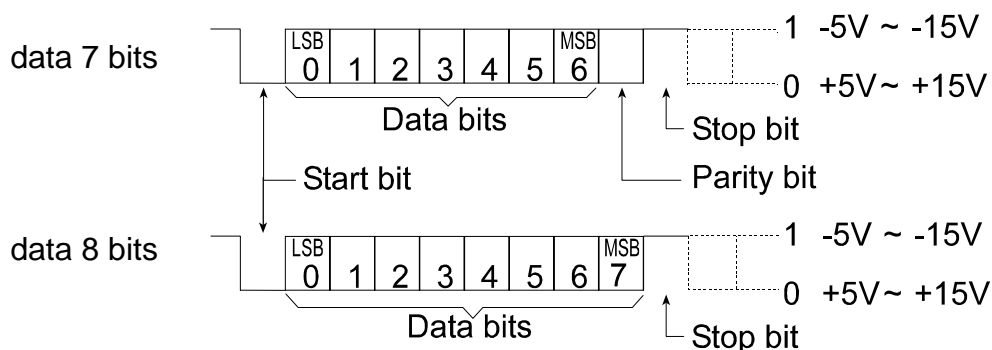 LSB MSB 1 -5V ~ -15V
data 7 bits
0 1 2 3 4 5 6
0 +5V~ +15V
Data bits
Stop bit
Start bit
Parity bit
LSB MSB 1 -5V ~ -15V
data 8 bits
0 1 2 3 4 5 6 7
0 +5V~ +15V
Data bits
Stop bit